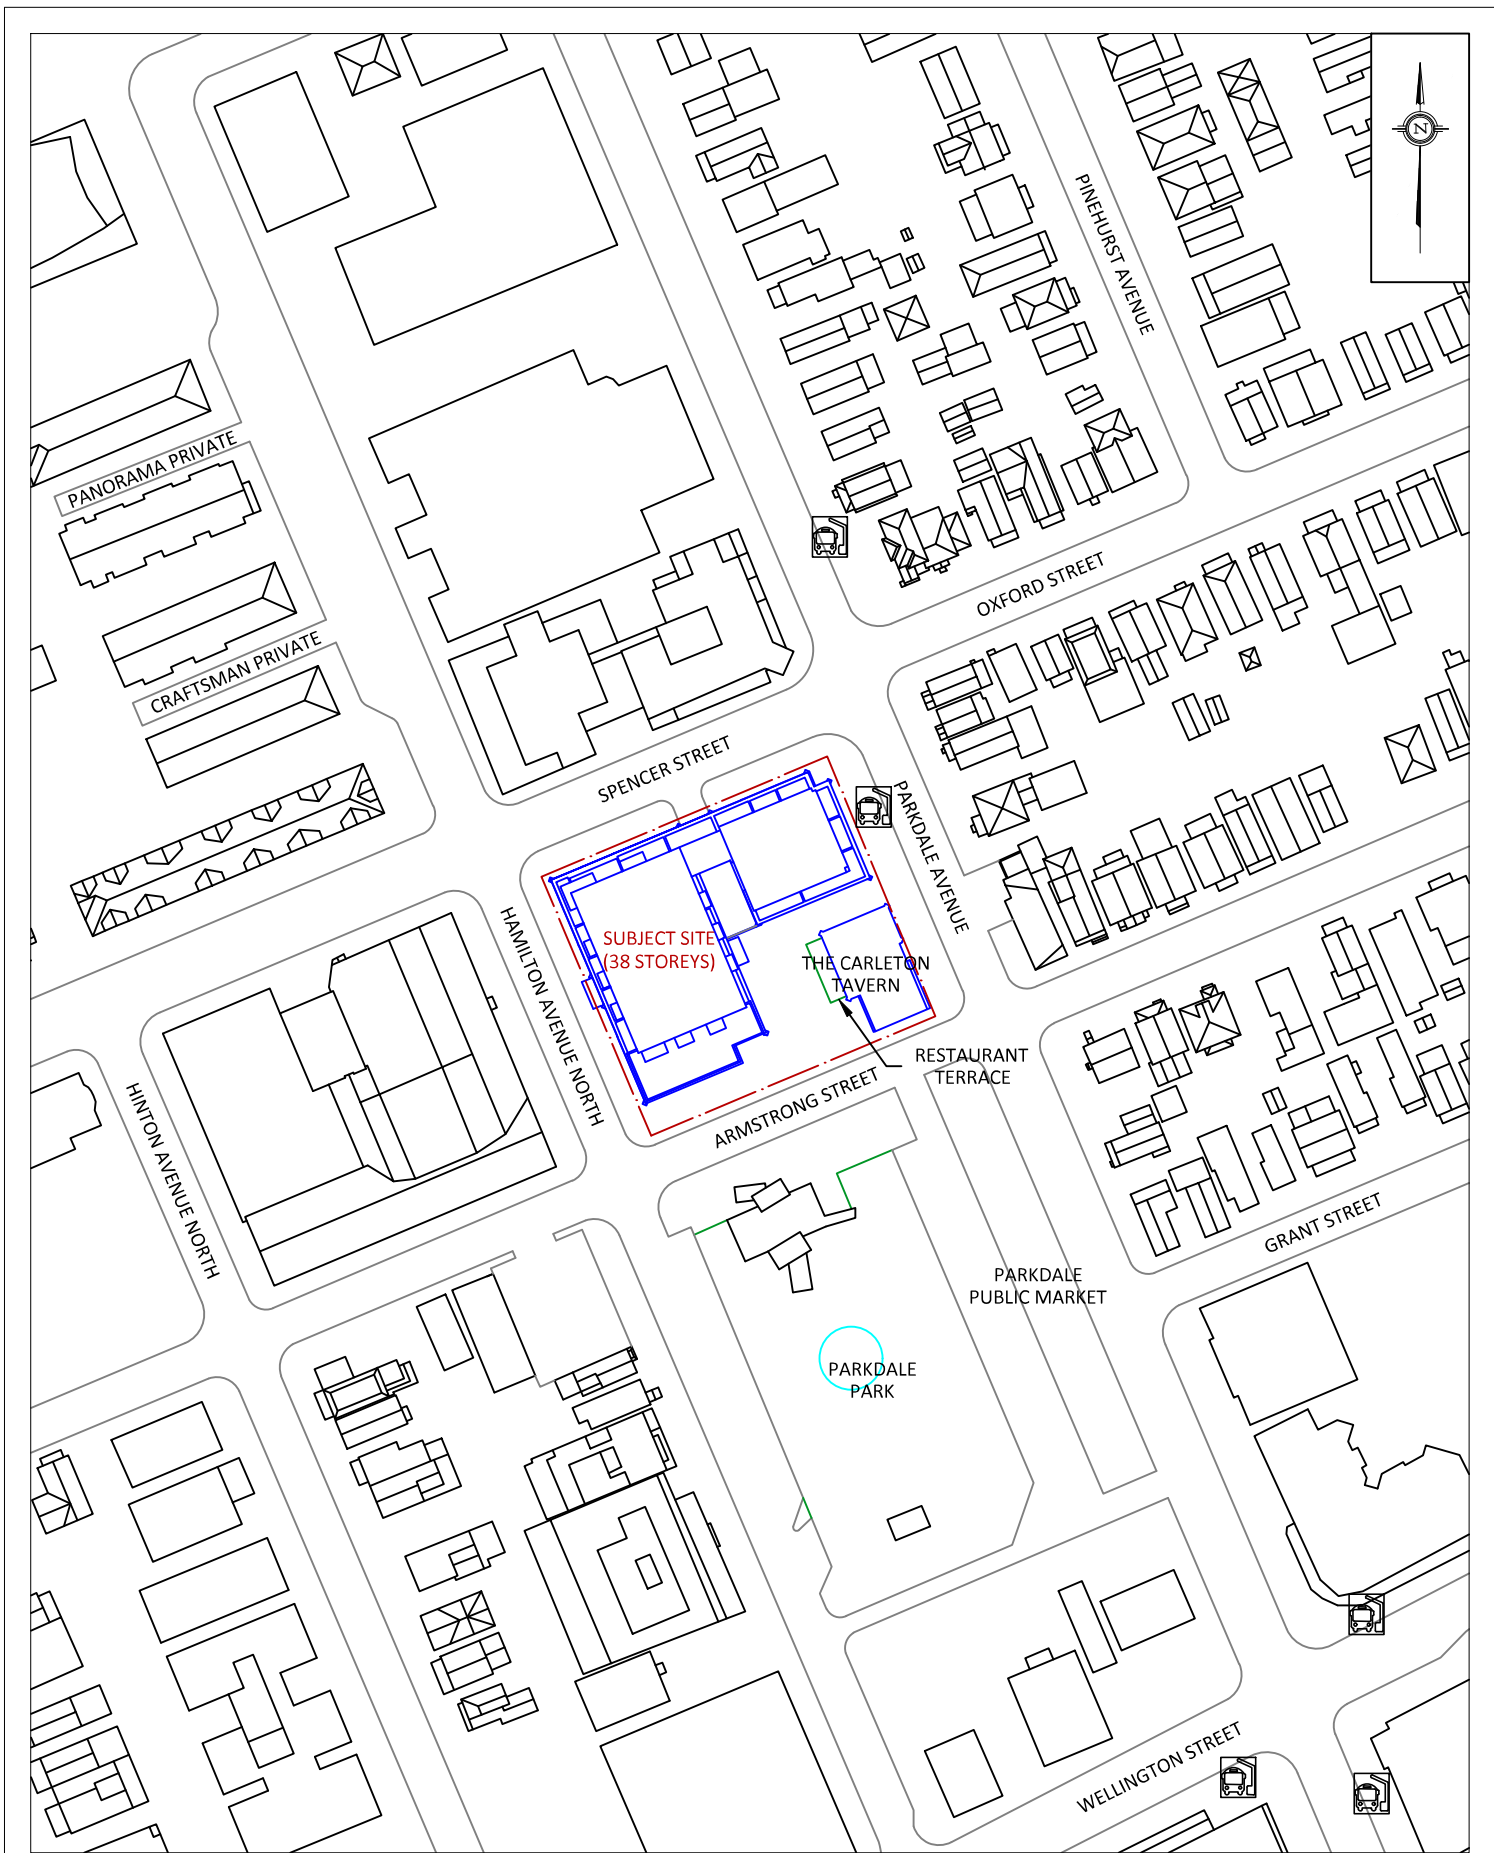 N
PINEHURST AVENUE
PANORAMA PRIVATE
OXFORD STREET
CRAFTSMAN PRIVATE
SPENCER STREET
PARKDALE AVENUE
HAMILTON AVENUE NORTH
SUBJECT SITE
(38 STOREYS)
THE CARLETON
TAVERN
RESTAURANT
TERRACE
ARMSTRONG STREET
HINTON AVENUE NORTH
GRANT STREET
PARKDALE
PUBLIC MARKET
PARKDALE
PARK
WELLINGTON STREET